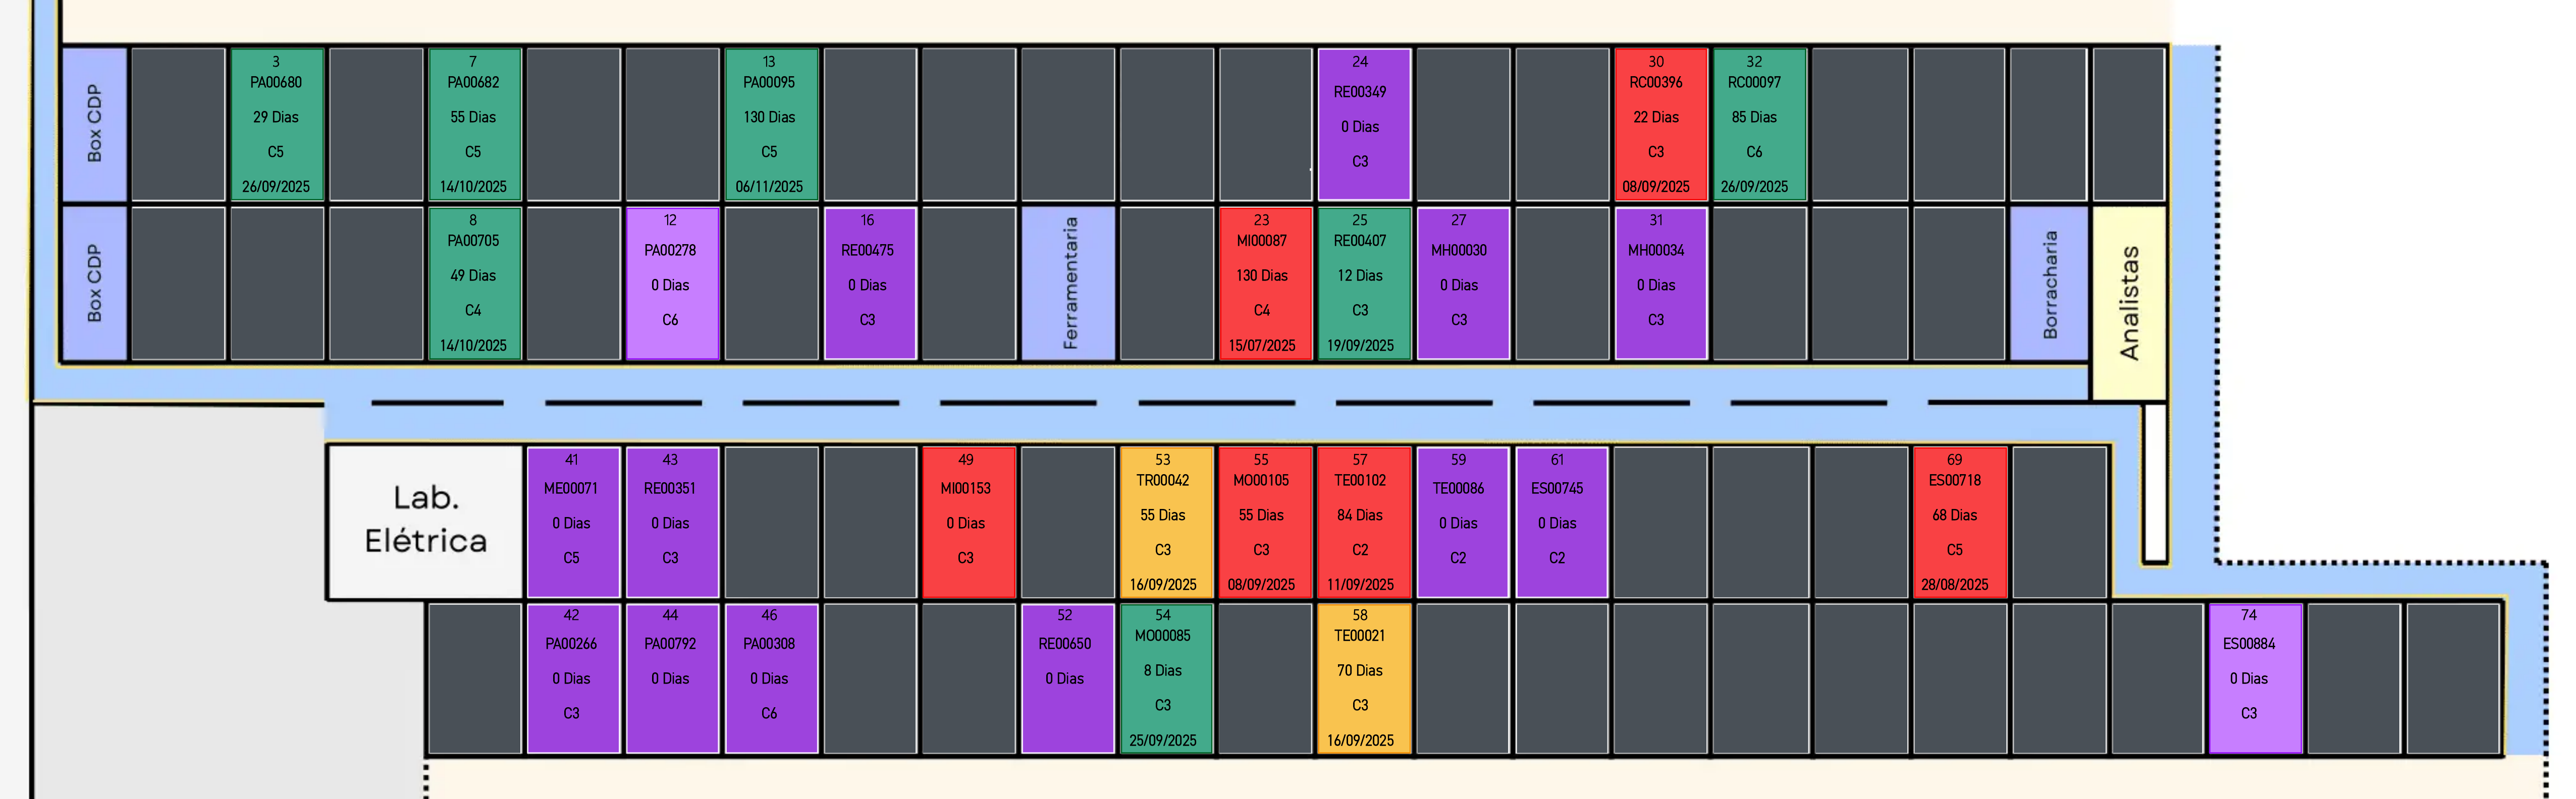 Box CDP
3
PA00680
29 Dias
C5
26/09/2025
7
PA00682
55 Dias
C5
14/10/2025
13
PA00095
130 Dias
C5
06/11/2025
24
RE00349
0 Dias
C3
30
RC00396
22 Dias
C3
08/09/2025
32
RC00097
85 Dias
C6
26/09/2025
Box CDP
8
PA00705
49 Dias
C4
14/10/2025
12
PA00278
0 Dias
C6
16
RE00475
0 Dias
C3
Ferramentaria
23
MI00087
130 Dias
C4
15/07/2025
25
RE00407
12 Dias
C3
19/09/2025
27
MH00030
0 Dias
C3
31
MH00034
0 Dias
C3
Borracharia
Analistas
Lab.
Elétrica
41
ME00071
0 Dias
C5
43
RE00351
0 Dias
C3
49
MI00153
0 Dias
C3
53
TR00042
55 Dias
C3
16/09/2025
55
MO00105
55 Dias
C3
08/09/2025
57
TE00102
84 Dias
C2
11/09/2025
59
TE00086
0 Dias
C2
61
ES00745
0 Dias
C2
69
ES00718
68 Dias
C5
28/08/2025
42
PA00266
0 Dias
C3
44
PA00792
0 Dias
46
PA00308
0 Dias
C6
52
RE00650
0 Dias
54
MO00085
8 Dias
C3
25/09/2025
58
TE00021
70 Dias
C3
16/09/2025
74
ES00884
0 Dias
C3